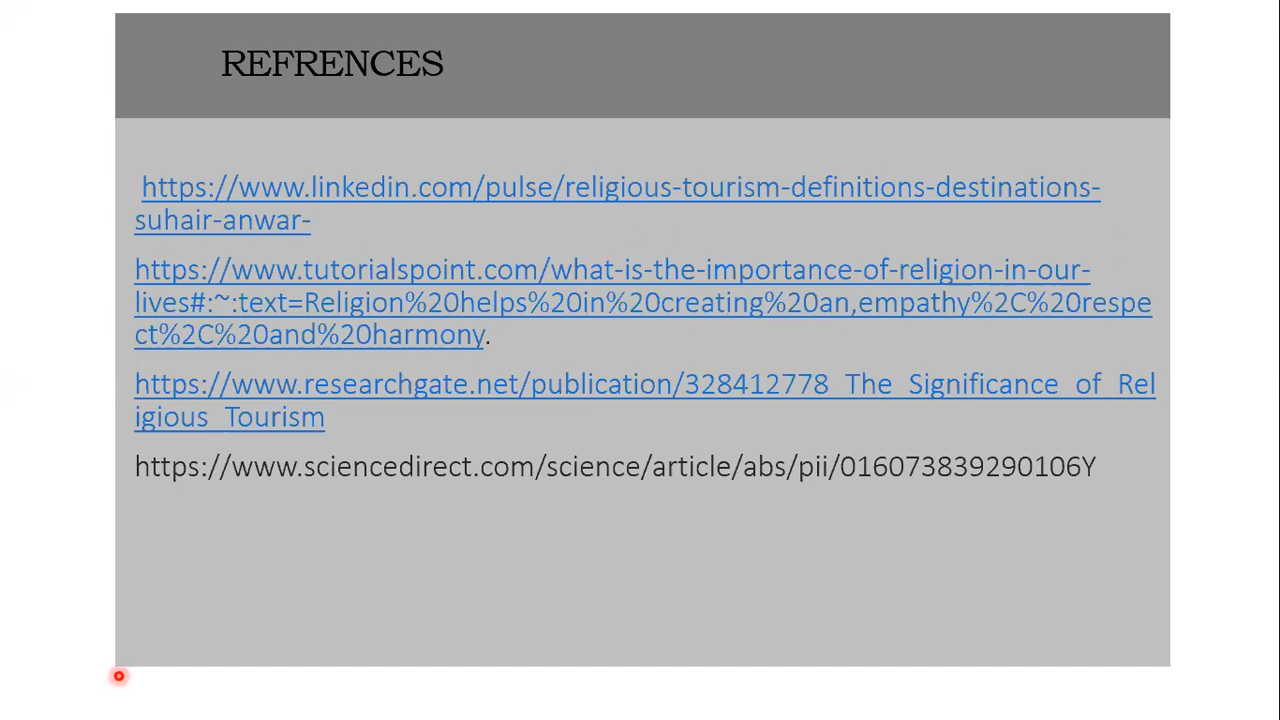 REFRENCES
https://www.linkedin.com/pulse/religious-tourism-definitions-destinations-
suhair-anwar-
https://www.tutorialspoint.com/what-is-the-importance-of-religion-in-our-
lives#:~:text=Religion%20helps%20in%20creating%20an,empathy%2C%20respe
ct%2C%20and%20harmony.
https://www.researchgate.net/publication/328412778_The_Significance_of_Rel
igious_Tourism
https://www.sciencedirect.com/science/article/abs/pii/016073839290106Y